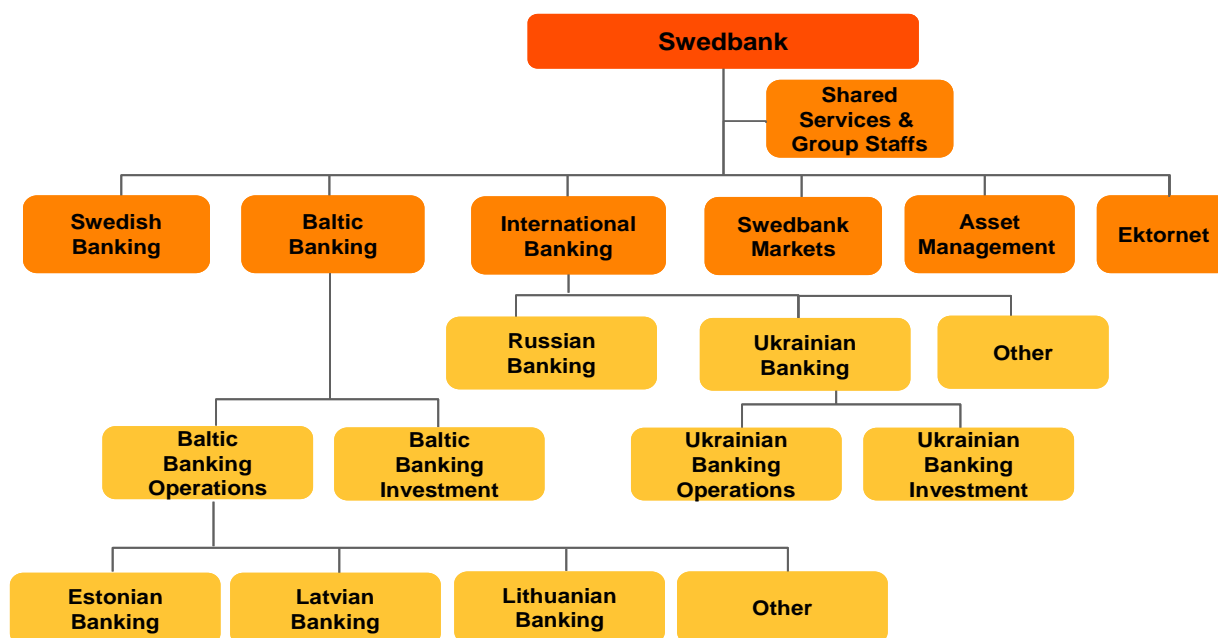 Swedbank
Shared
Services &
Group Staffs
Swedish
Banking
Baltic
Banking
International
Banking
Swedbank
Markets
Asset
Management
Ektornet
Russian
Banking
Ukrainian
Banking
Other
Baltic
Banking
Operations
Baltic
Banking
Investment
Ukrainian
Banking
Operations
Ukrainian
Banking
Investment
Estonian
Banking
Latvian
Banking
Lithuanian
Banking
Other